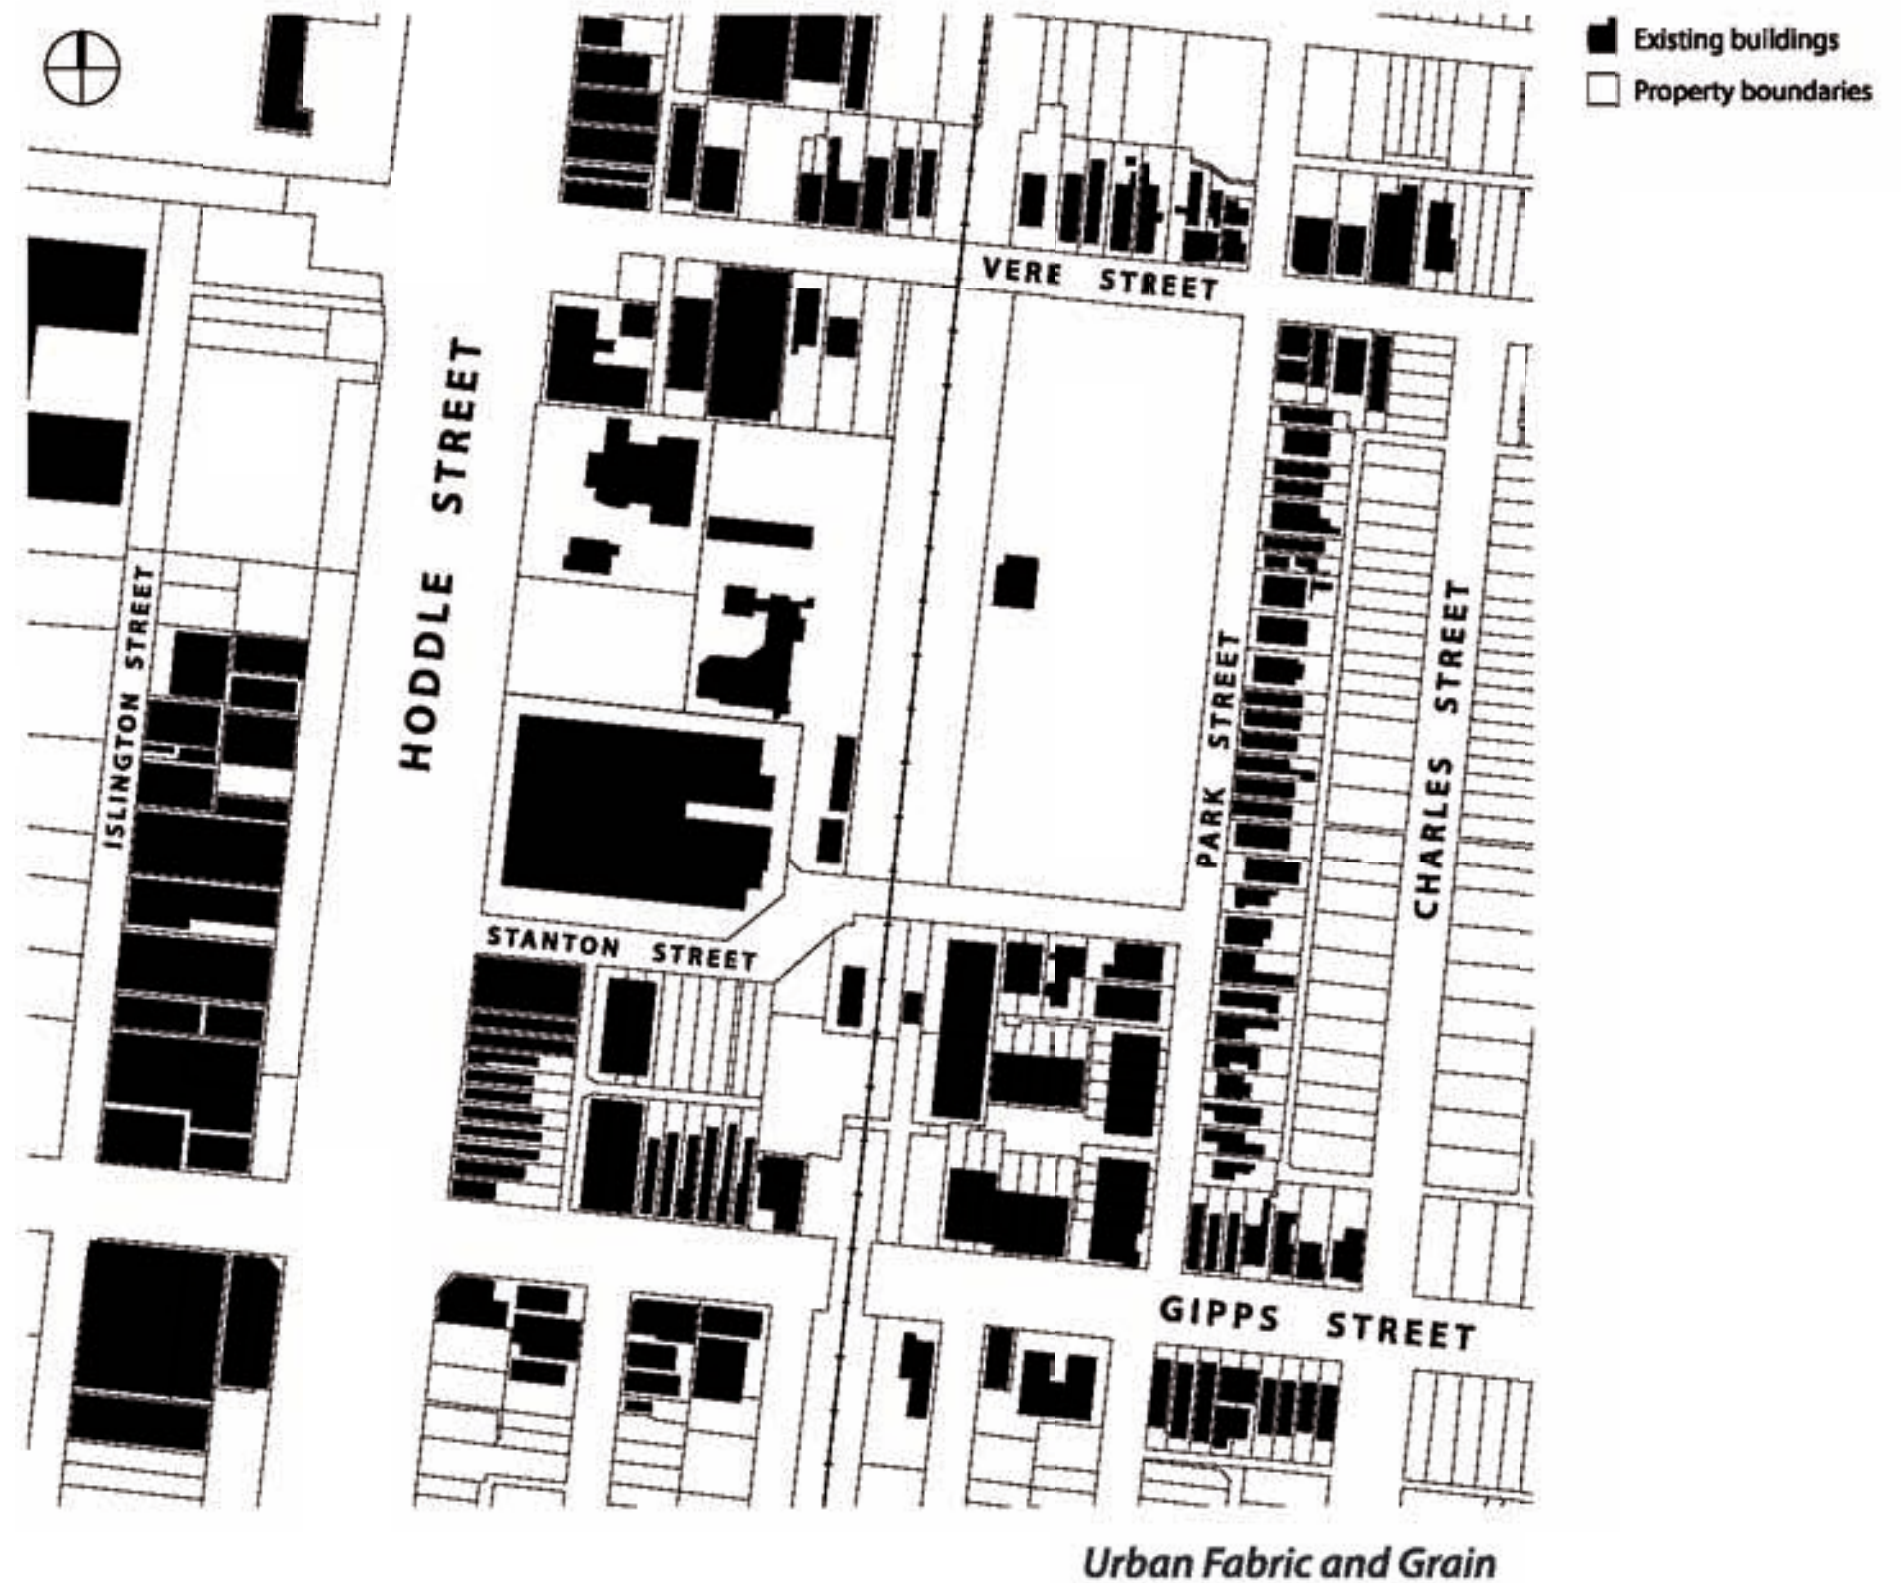 Existing buildings
Property boundaries
VERE STREET
HODDLE STREET
ISLINGTON STREET
PARK STREET
CHARLES STREET
STANTON STREET
GIPPS STREET
Urban Fabric and Grain